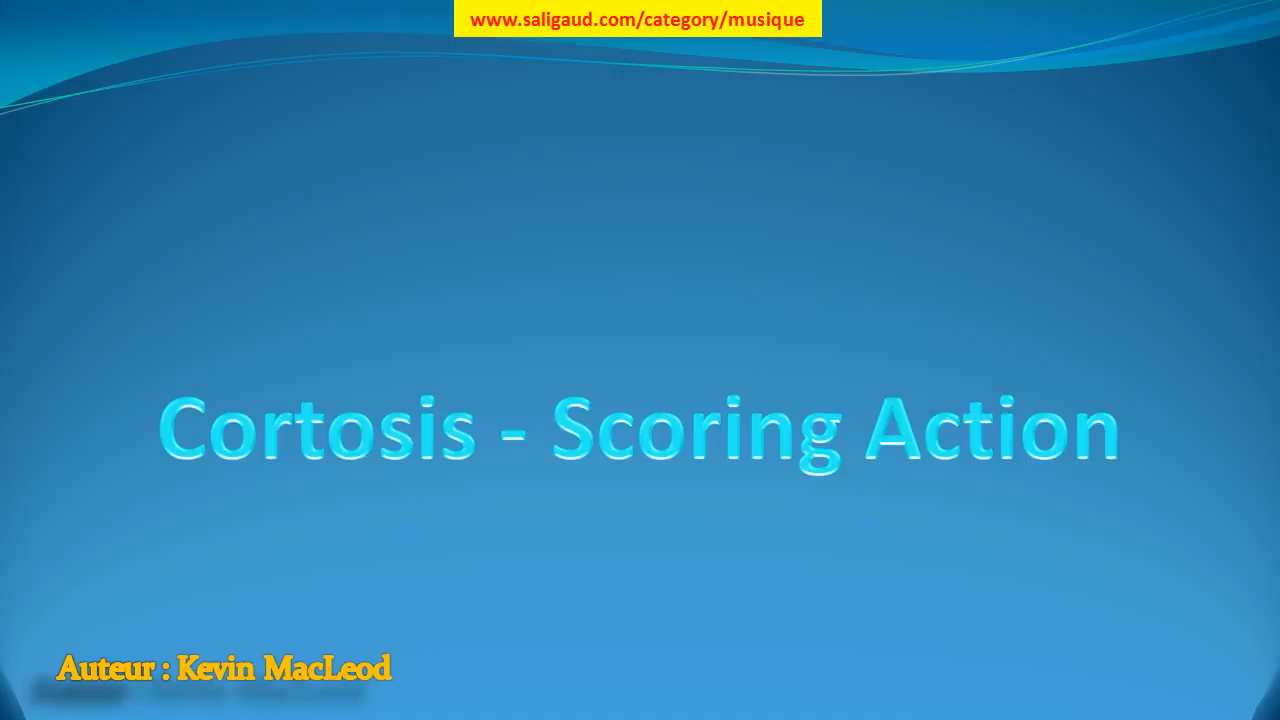 www.saligaud.com/category/musique
Cortosis - Scoring Action
Auteur : Kevin MacLeod